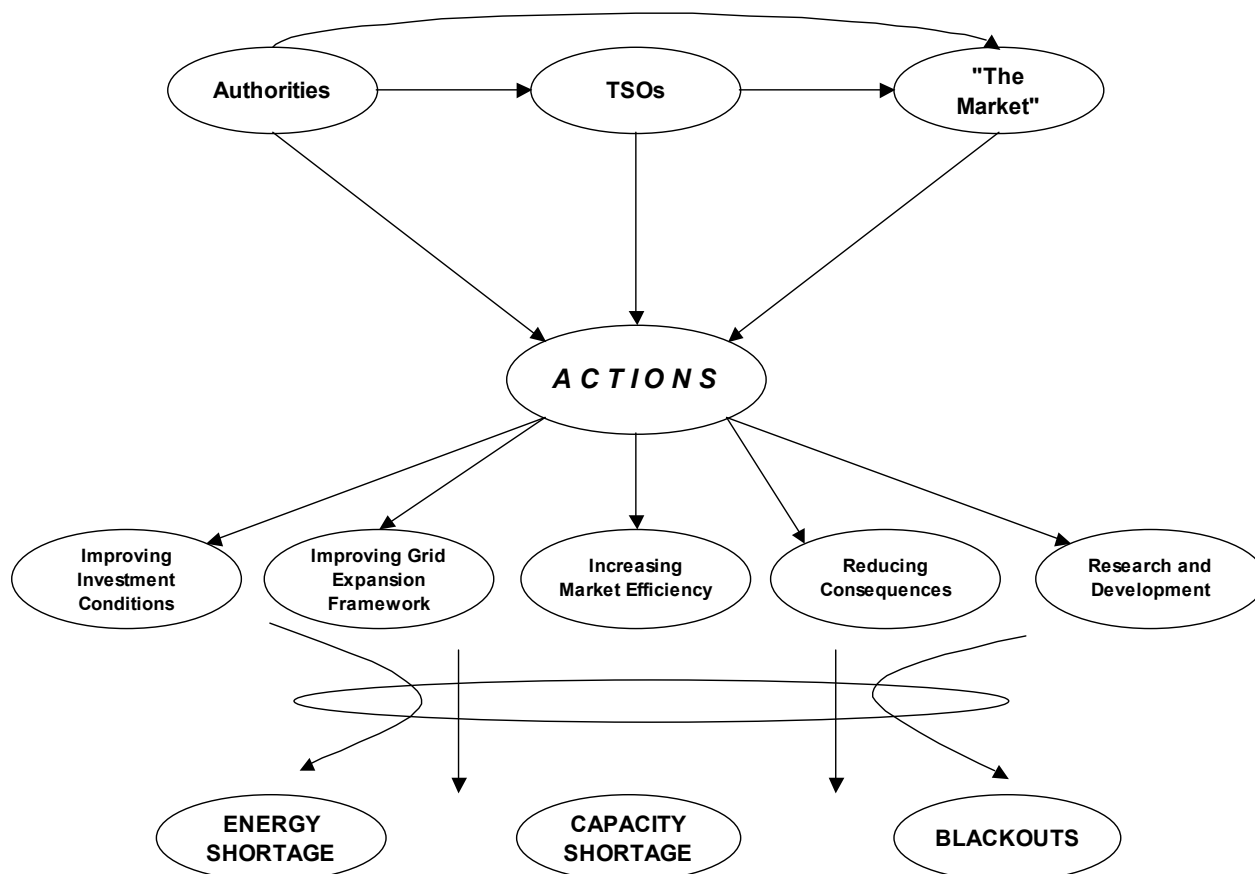 Authorities
TSOs
"The
Market"
A C T I O N S
Improving
Investment
Conditions
Improving Grid
Expansion
Framework
Increasing
Market Efficiency
Reducing
Consequences
Research and
Development
ENERGY
SHORTAGE
CAPACITY
SHORTAGE
BLACKOUTS